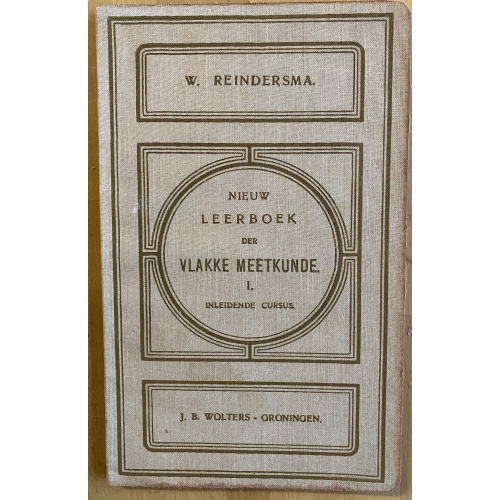 W. REINDERSMA.
NIEUW
LEERBOEK
DER
VLAKKE MEETKUNDE.
I.
INLEIDENDE CURSUS.
J. B. WOLTERS - GRONINGEN.